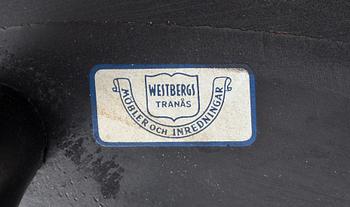 WESTBERGS
TRANÅS
MÖBLER OCH INREDNINGAR